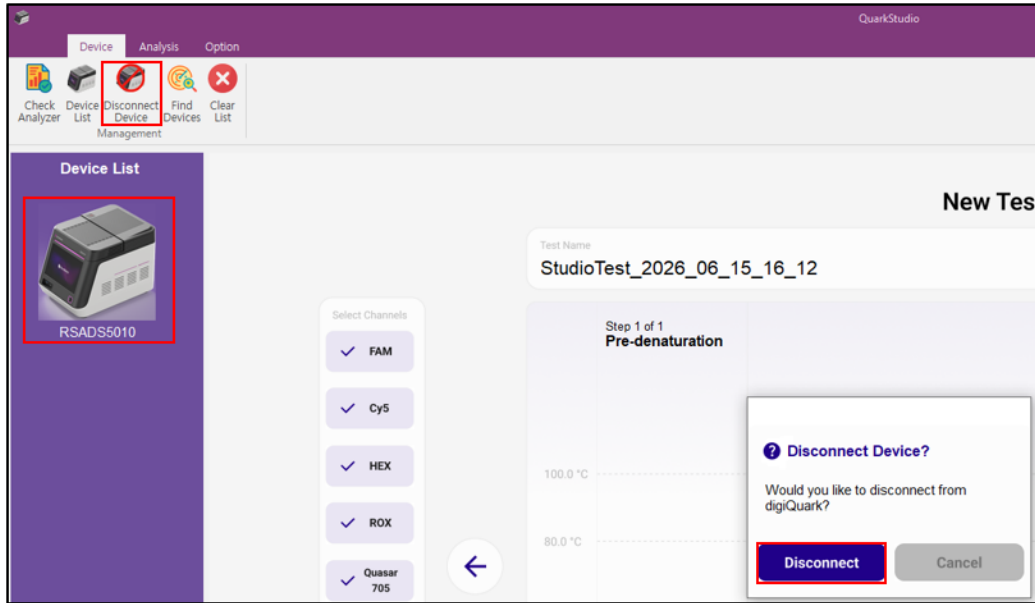 QuarkStudio
Device Analysis Option
Check Analyzer
Device List
Disconnect Device
Find Devices
Clear List
Management
Device List
RSADS5010
New Tes
Test Name
StudioTest_2026_06_15_16_12
Select Channels
FAM
Cy5
HEX
ROX
Quasar
705
Step 1 of 1
Pre-denaturation
100.0 °C
80.0 °C
Disconnect Device?
Would you like to disconnect from
digiQuark?
Disconnect Cancel